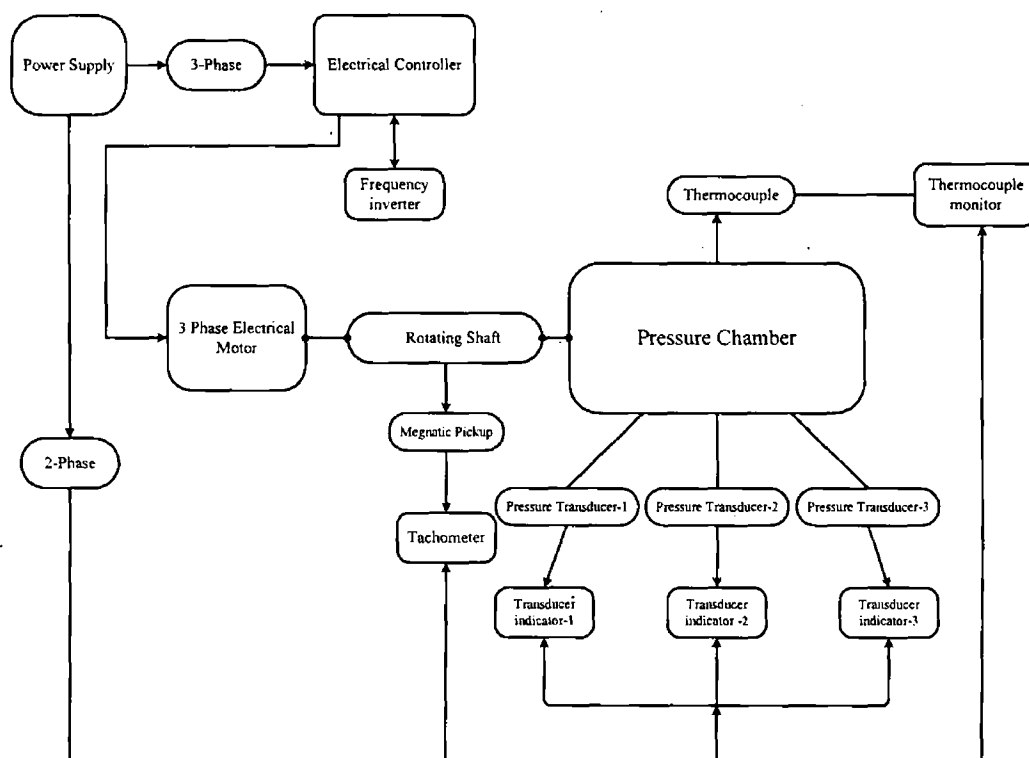 Power Supply
3-Phase
Electrical Controller
Frequency
inverter
Thermocouple
Thermocouple
monitor
3 Phase Electrical
Motor
Rotating Shaft
Pressure Chamber
Megnatic Pickup
2-Phase
Pressure Transducer-1
Pressure Transducer-2
Pressure Transducer-3
Tachometer
Transducer
indicator-1
Transducer
indicator -2
Transducer
indicator-3